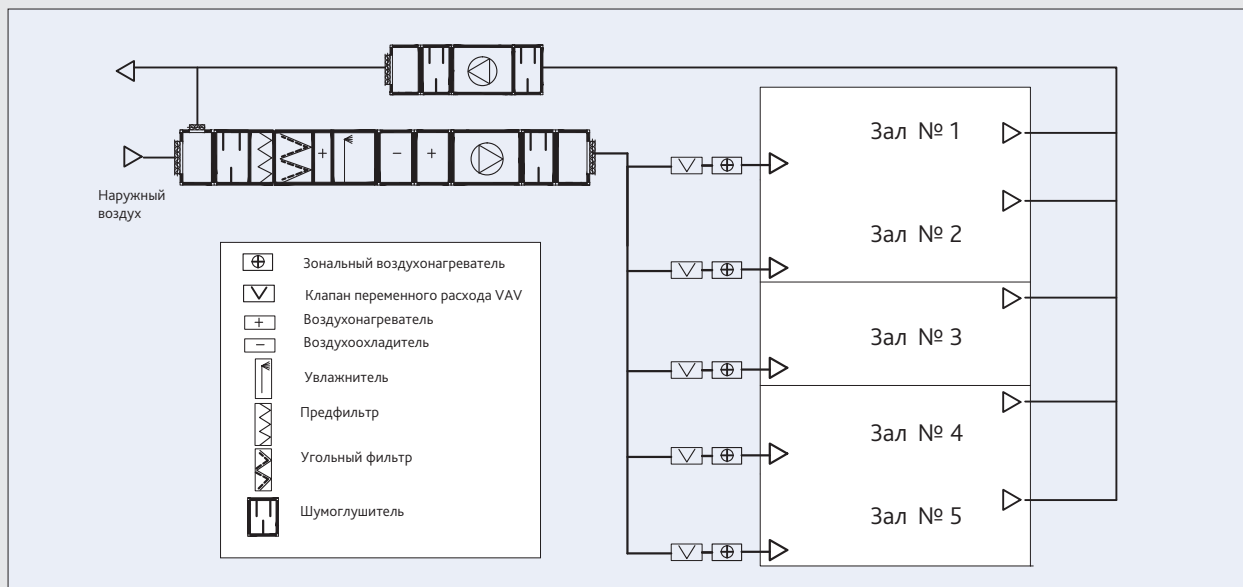 Зал № 1
Наружный
воздух
Зал № 2
Зональный воздухонагреватель
Клапан переменного расхода VAV
Воздухонагреватель
Воздухоохладитель
Зал № 3
Увлажнитель
Предфильтр
Зал № 4
Угольный фильтр
Шумоглушитель
Зал № 5